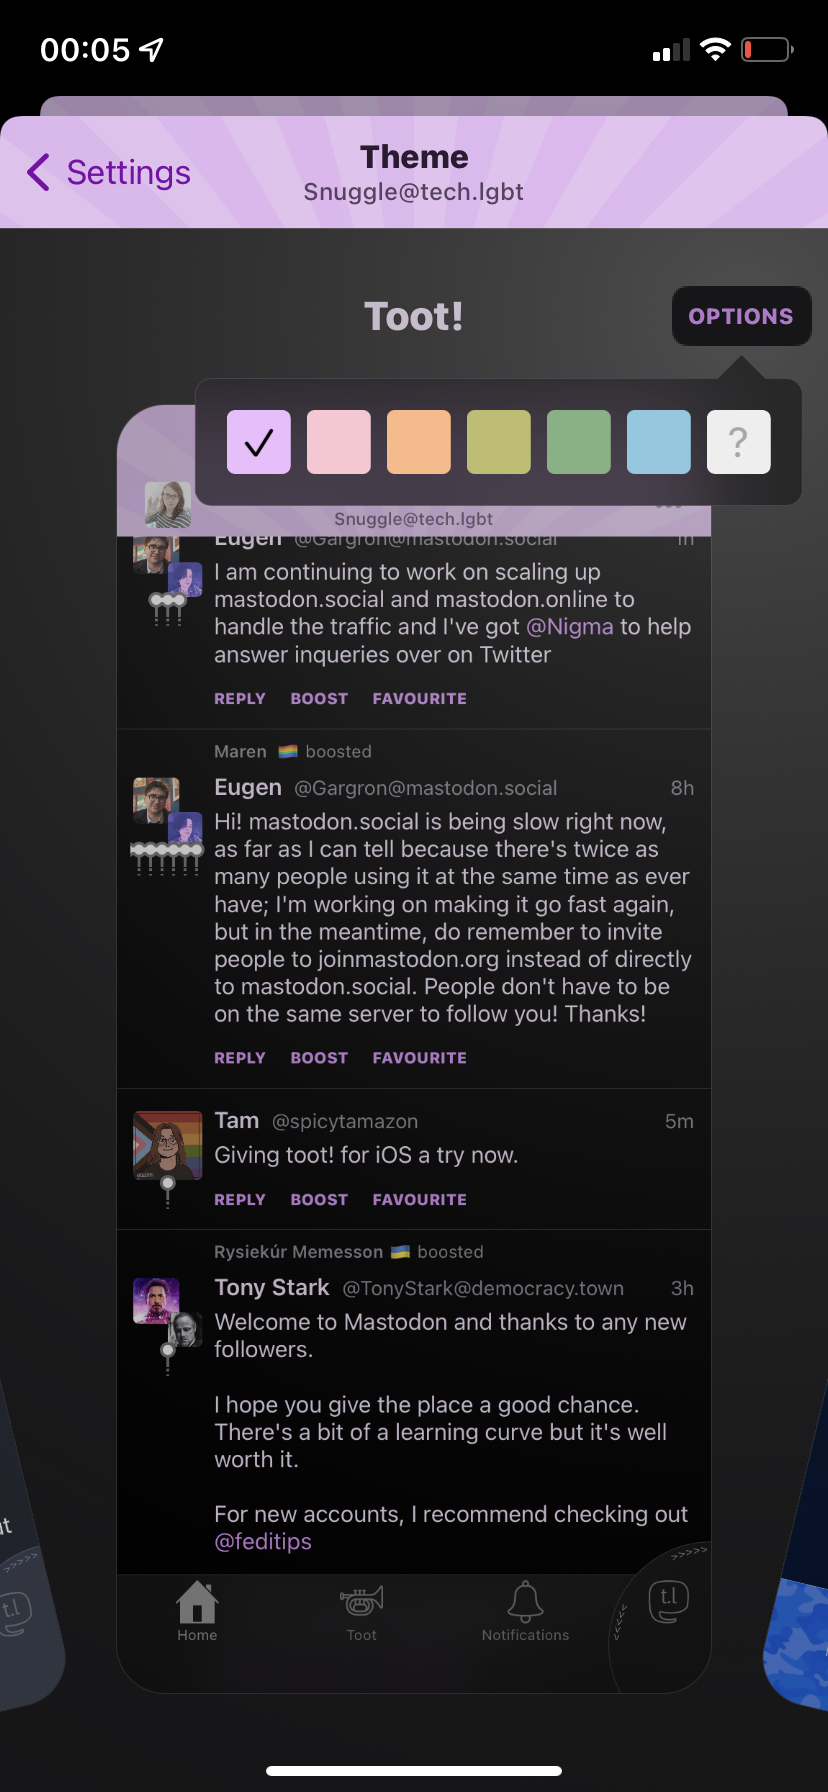 00:05
Settings
Theme
Snuggle@tech.lgbt
Toot!
OPTIONS
?
Snuggle@tech.lgbt
Eugen @Gargron@mastodon.social 1h
I am continuing to work on scaling up
mastodon.social and mastodon.online to
handle the traffic and I've got @Nigma to help
answer inqueries over on Twitter
REPLY BOOST FAVOURITE
Maren boosted
Eugen @Gargron@mastodon.social 8h
Hi! mastodon.social is being slow right now,
as far as I can tell because there's twice as
many people using it at the same time as ever
have; I'm working on making it go fast again,
but in the meantime, do remember to invite
people to joinmastodon.org instead of directly
to mastodon.social. People don't have to be
on the same server to follow you! Thanks!
REPLY BOOST FAVOURITE
Tam @spicytamazon 5m
Giving toot! for iOS a try now.
REPLY BOOST FAVOURITE
Rysiekúr Memesson boosted
Tony Stark @TonyStark@democracy.town 3h
Welcome to Mastodon and thanks to any new
followers.
I hope you give the place a good chance.
There's a bit of a learning curve but it's well
worth it.
For new accounts, I recommend checking out
@feditips
Home Toot Notifications
t.l
t.l